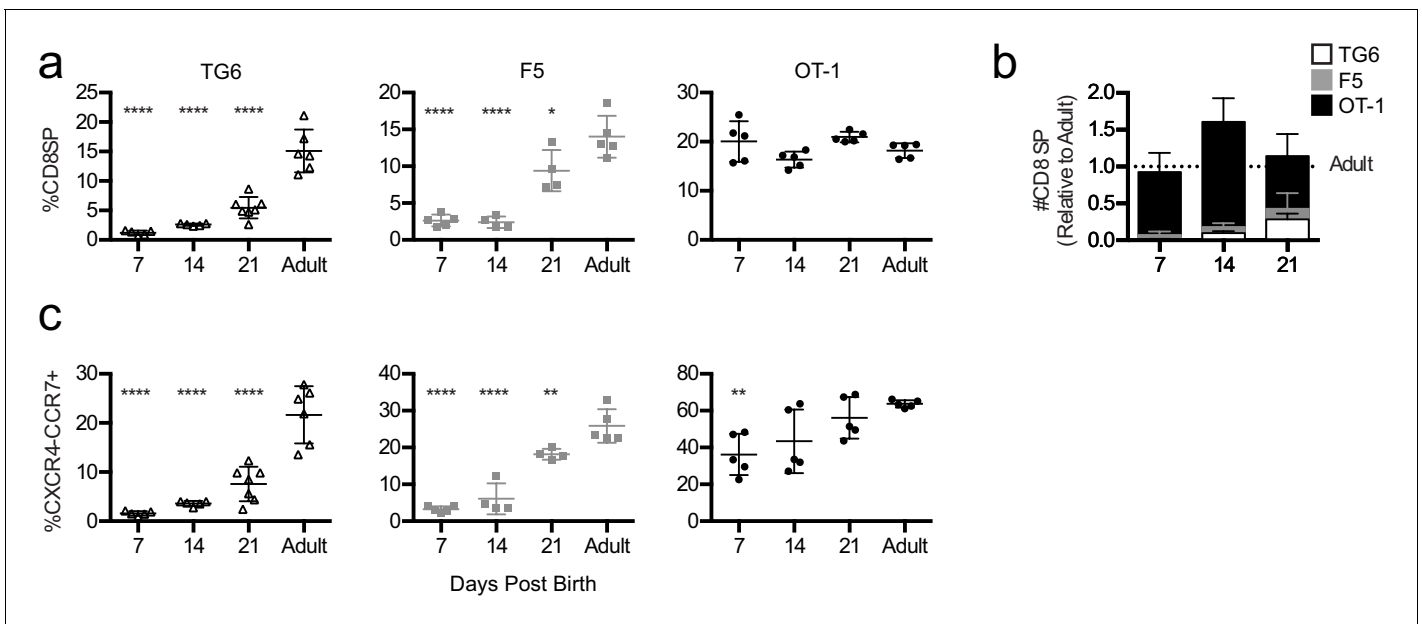 a
TG6
F5
OT-1
b
TG6
F5
OT-1
%CD8SP
25
20
15
10
5
0
**** **** ****
7 14 21 Adult
20
15
10
5
0
**** **** *
7 14 21 Adult
30
20
10
0
7 14 21 Adult
#CD8 SP
(Relative to Adult)
2.0
1.5
1.0
0.5
0.0
Adult
7 14 21
c
%CXCR4-CCR7+
30
20
10
0
**** **** ****
7 14 21 Adult
40
30
20
10
0
**** **** **
7 14 21 Adult
80
60
40
20
0
**
7 14 21 Adult
Days Post Birth